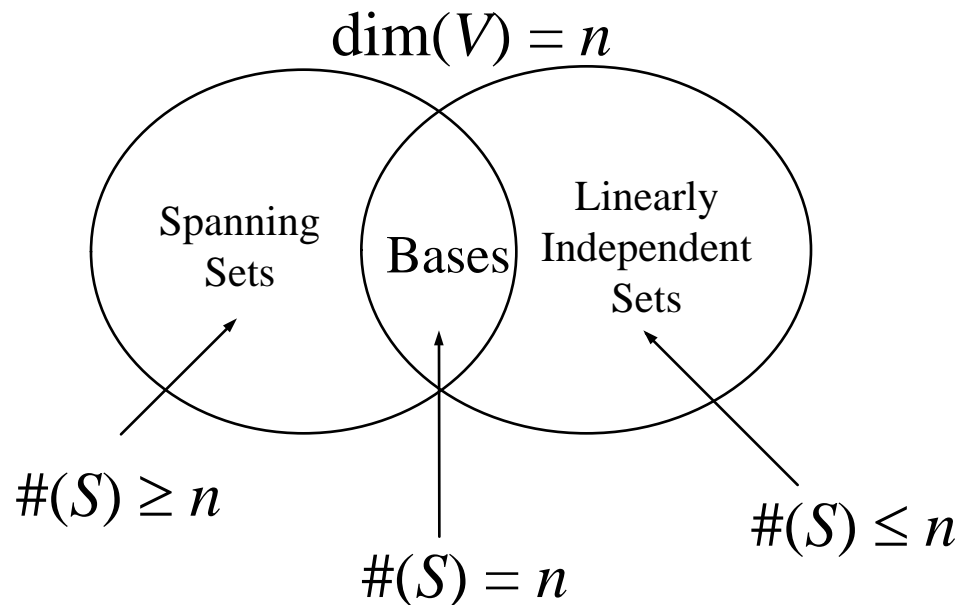 dim(V) = n
Spanning
Sets
Bases
Linearly
Independent
Sets
#(S) ≥ n
#(S) = n
#(S) ≤ n